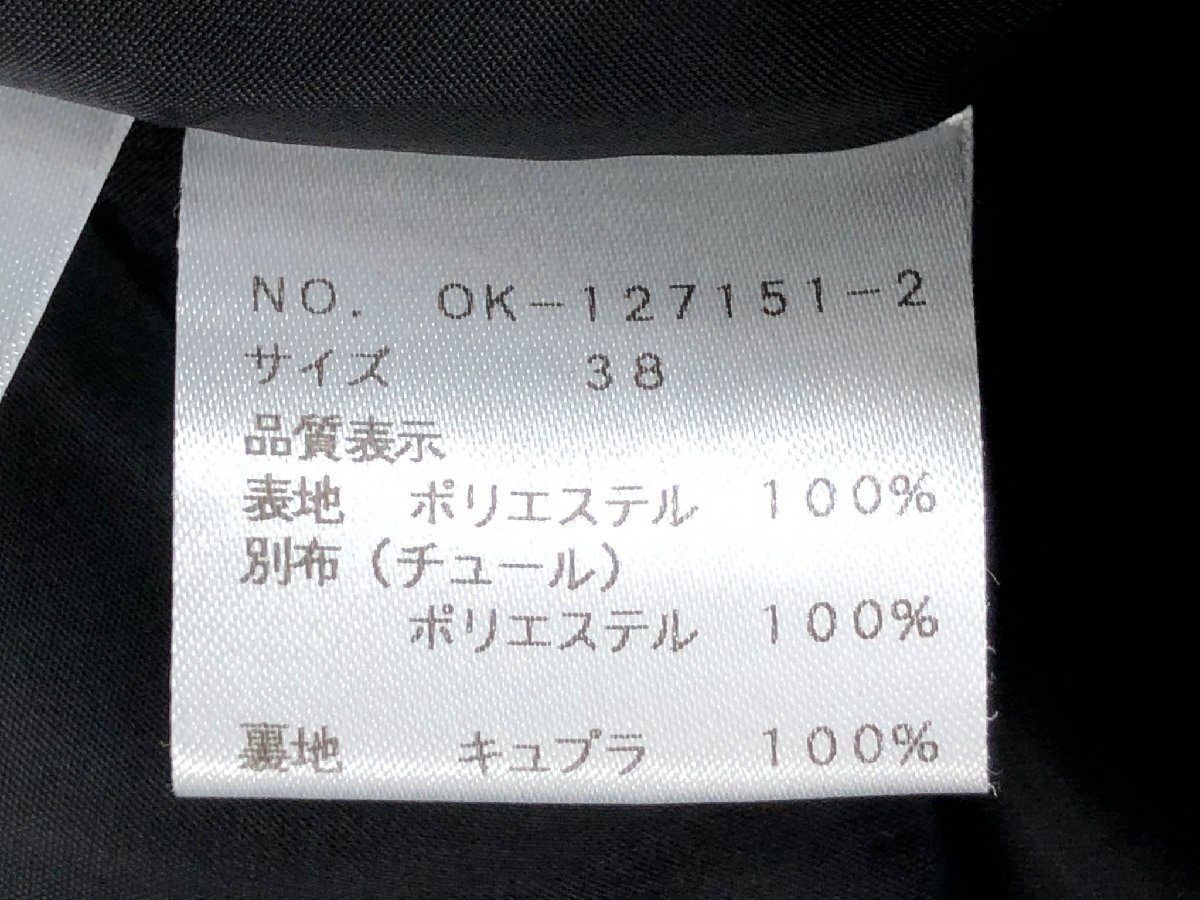 NO. OK-127151-2
サイズ 38
品質表示
表地 ポリエステル 100%
別布(チュール)
ポリエステル 100%
裏地 キュプラ 100%